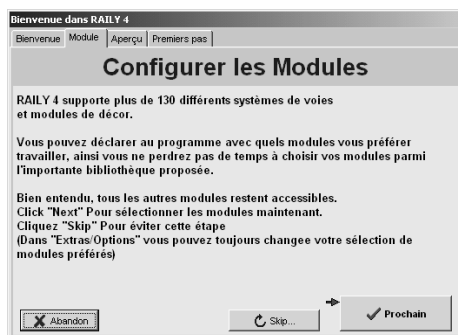 Bienvenue dans RAILY 4
Bienvenue Module Aperçu Premiers pas
Configurer les Modules
RAILY 4 supporte plus de 130 différents systèmes de voies
et modules de décor.
Vous pouvez déclarer au programme avec quels modules vous préférer
travailler, ainsi vous ne perdrez pas de temps à choisir vos modules parmi
l'importante bibliothèque proposée.
Bien entendu, tous les autres modules restent accessibles.
Click "Next" Pour sélectionner les modules maintenant.
Cliquez "Skip" Pour éviter cette étape
(Dans "Extras/Options" vous pouvez toujours changee votre sélection de
modules préférés)
Abandon Skip... Prochain